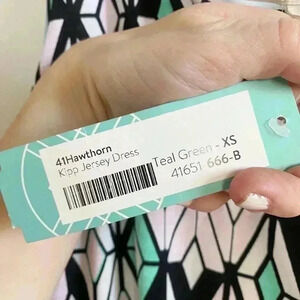 41Hawthorn
Kipp Jersey Dress
Teal Green - XS
41651 666-B